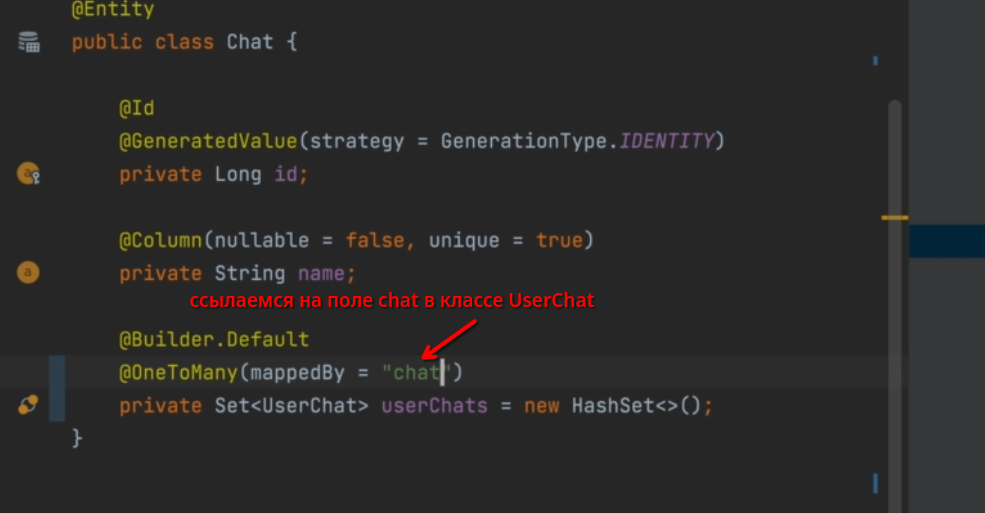 @Entity
public class Chat {
@Id
@GeneratedValue(strategy = GenerationType.IDENTITY)
private Long id;
@Column(nullable = false, unique = true)
private String name;
ссылаемся на поле chat в классе UserChat
@Builder.Default
@OneToMany(mappedBy = "chat")
private Set<UserChat> userChats = new HashSet<>();
}